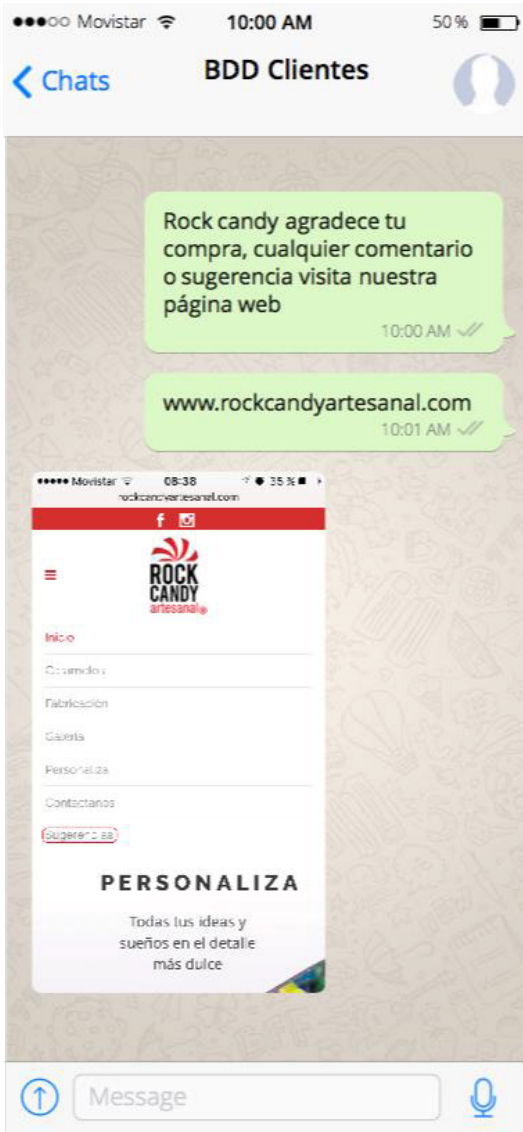 Movistar 10:00 AM 50%
Chats
BDD Clientes
Rock candy agradece tu
compra, cualquier comentario
o sugerencia visita nuestra
página web
10:00 AM
www.rockcandyartesanal.com
10:01 AM
Movistar 08:38 35 %
rockcandyartesanal.com
f
ROCK
CANDY
artesanal
Inicio
Caramelos
Fabricación
Galería
Personaliza
Contactanos
Sugerencias
PERSONALIZA
Todas tus ideas y
sueños en el detalle
más dulce
Message